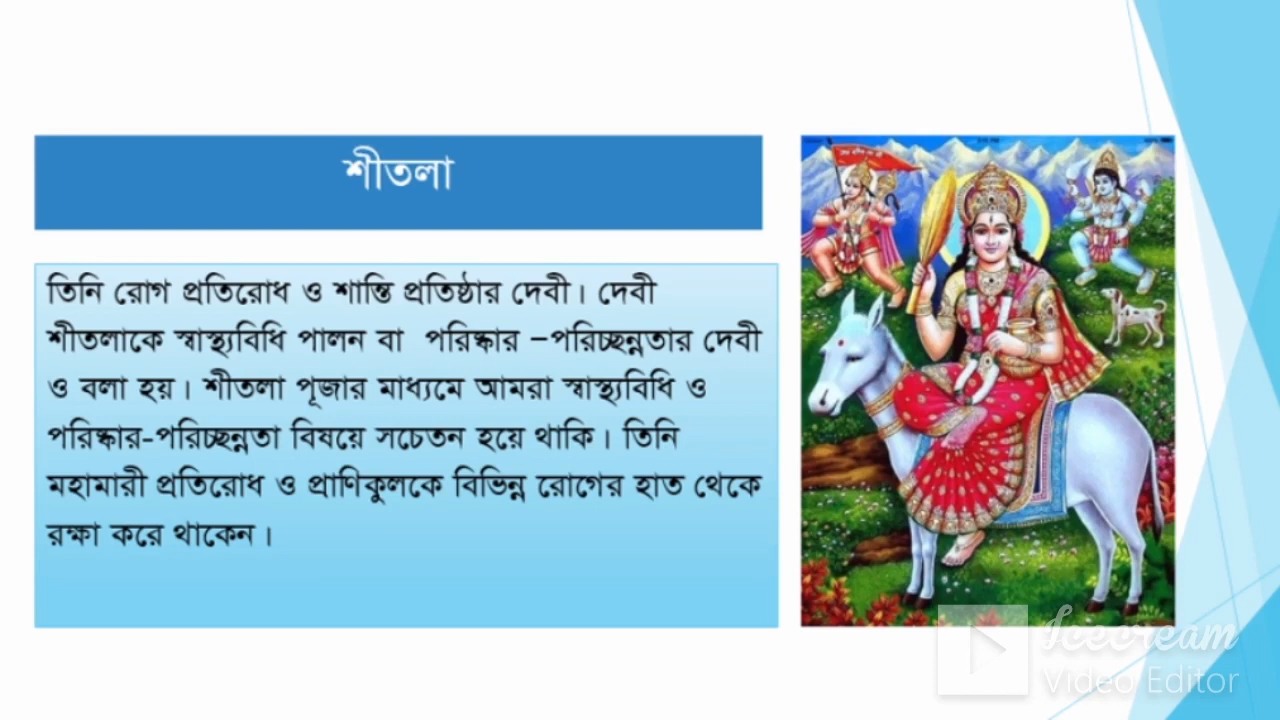 শীতলা
তিনি রোগ প্রতিরোধ ও শান্তি প্রতিষ্ঠার দেবী। দেবী
শীতলাকে স্বাস্থ্যবিধি পালন বা পরিষ্কার –পরিচ্ছন্নতার দেবী
ও বলা হয়। শীতলা পূজার মাধ্যমে আমরা স্বাস্থ্যবিধি ও
পরিষ্কার-পরিচ্ছন্নতা বিষয়ে সচেতন হয়ে থাকি। তিনি
মহামারী প্রতিরোধ ও প্রাণিকুলকে বিভিন্ন রোগের হাত থেকে
রক্ষা করে থাকেন।
Icecream
Video Editor